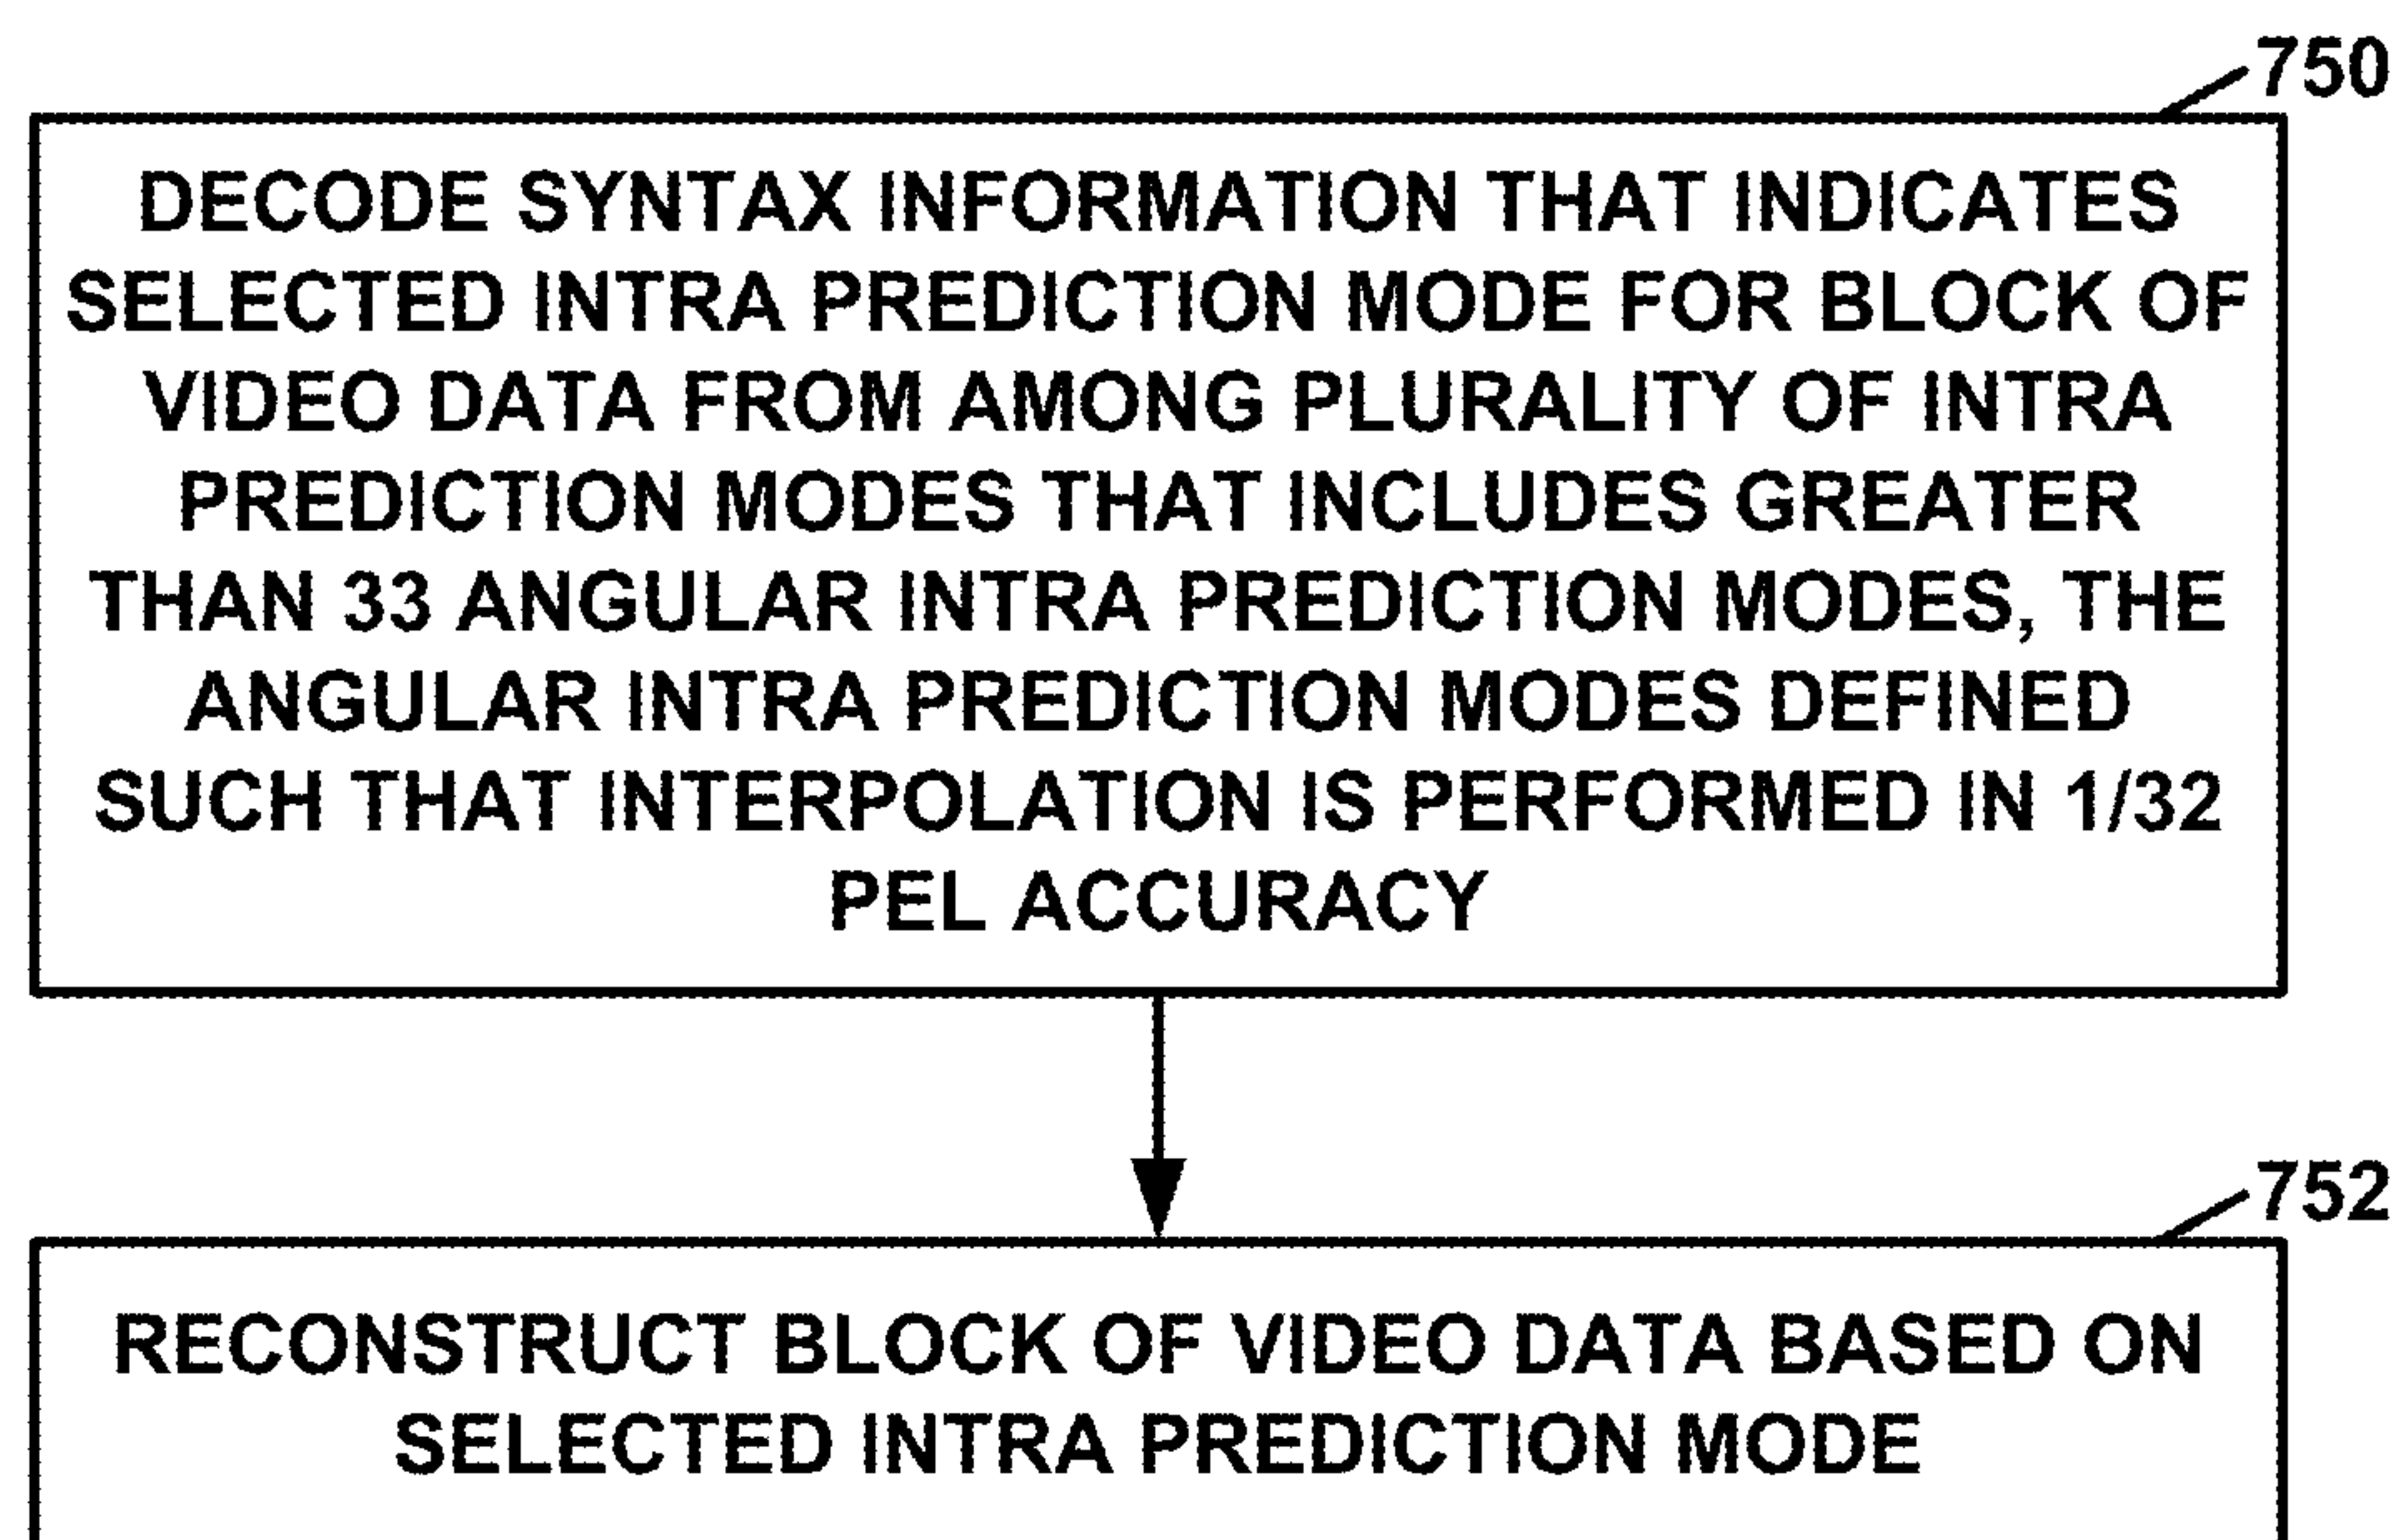 750
DECODE SYNTAX INFORMATION THAT INDICATES
SELECTED INTRA PREDICTION MODE FOR BLOCK OF
VIDEO DATA FROM AMONG PLURALITY OF INTRA
PREDICTION MODES THAT INCLUDES GREATER
THAN 33 ANGULAR INTRA PREDICTION MODES, THE
ANGULAR INTRA PREDICTION MODES DEFINED
SUCH THAT INTERPOLATION IS PERFORMED IN 1/32
PEL ACCURACY
752
RECONSTRUCT BLOCK OF VIDEO DATA BASED ON
SELECTED INTRA PREDICTION MODE